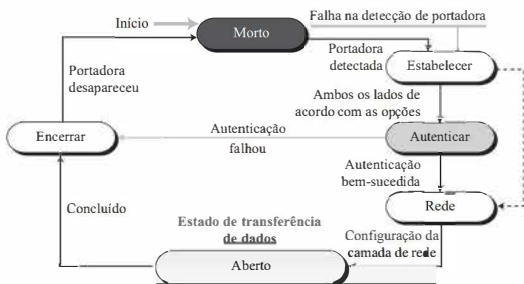 Início
Morto
Falha na detecção de portadora
Portadora
detectada
Estabelecer
Portadora
desapareceu
Ambos os lados de
acordo com as opções
Encerrar
Autenticação
falhou
Autenticar
Autenticação
bem-sucedida
Concluído
Rede
Estado de transferência
de dados
Configuração da
camada de rede
Aberto